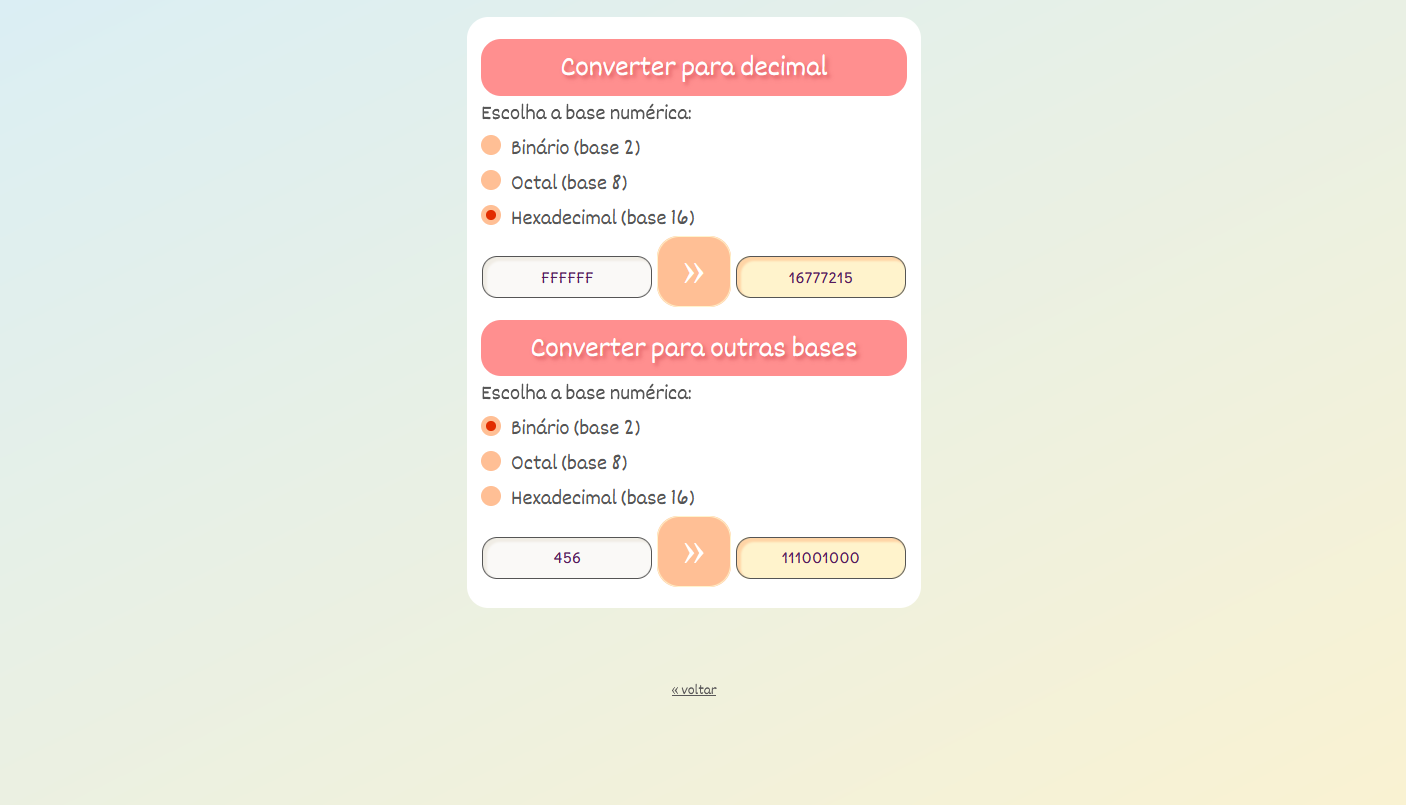 Converter para decimal
Escolha a base numérica:
Binário (base 2)
Octal (base 8)
Hexadecimal (base 16)
FFFFFF » 16777215
Converter para outras bases
Escolha a base numérica:
Binário (base 2)
Octal (base 8)
Hexadecimal (base 16)
456 » 111001000
« voltar